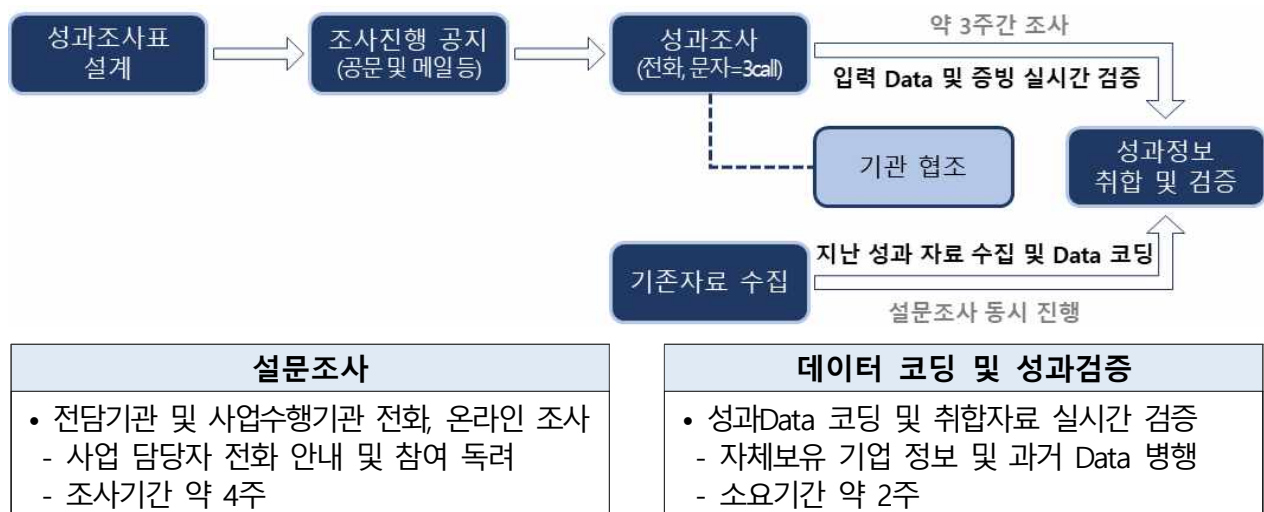 성과조사표
설계
조사진행 공지
(공문 및 메일 등)
성과조사
(전화, 문자=3call)
약 3주간 조사
입력 Data 및 증빙 실시간 검증
기관 협조
성과정보
취합 및 검증
기존자료 수집
지난 성과 자료 수집 및 Data 코딩
설문조사 동시 진행
설문조사
• 전담기관 및 사업수행기관 전화, 온라인 조사
- 사업 담당자 전화 안내 및 참여 독려
- 조사기간 약 4주
데이터 코딩 및 성과검증
• 성과Data 코딩 및 취합자료 실시간 검증
- 자체보유 기업 정보 및 과거 Data 병행
- 소요기간 약 2주